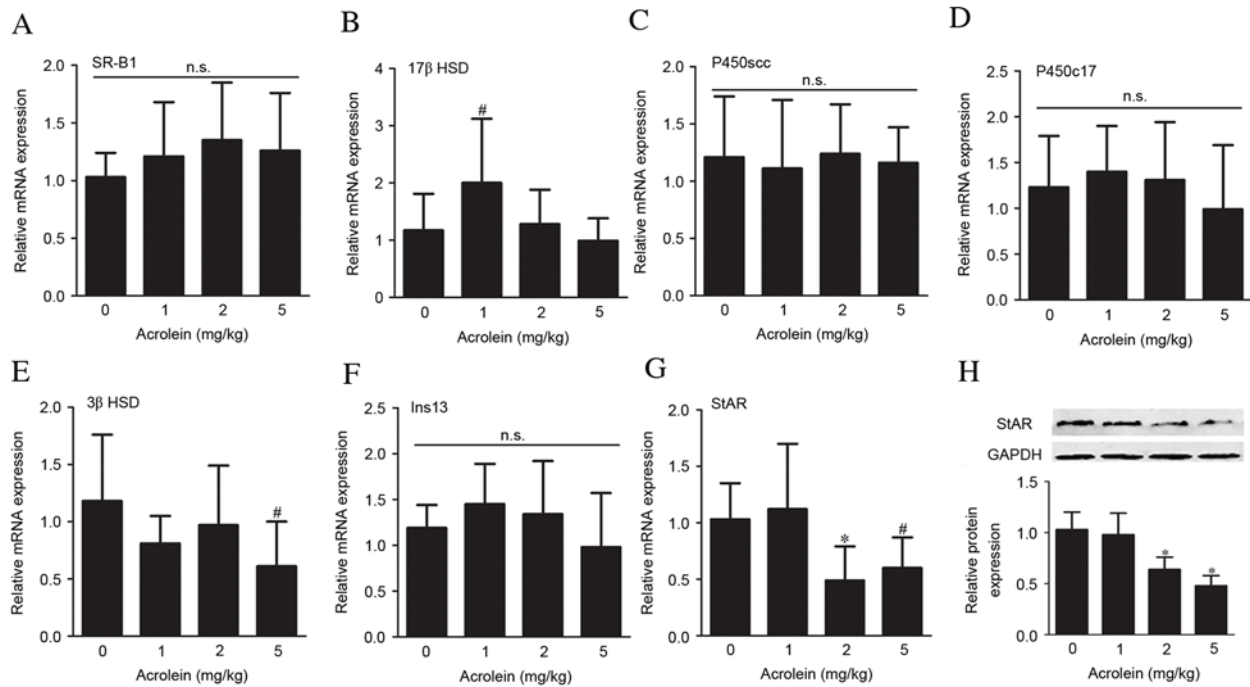 A
SR-B1
n.s.
2.0
1.5
1.0
0.5
0.0
Relative mRNA expression
0 1 2 5
Acrolein (mg/kg)
B
17β HSD
#
4
3
2
1
0
Relative mRNA expression
0 1 2 5
Acrolein (mg/kg)
C
P450scc
n.s.
2.0
1.5
1.0
0.5
0.0
Relative mRNA expression
0 1 2 5
Acrolein (mg/kg)
D
P450c17
n.s.
2.5
2.0
1.5
1.0
0.5
0.0
Relative mRNA expression
0 1 2 5
Acrolein (mg/kg)
E
3β HSD
#
2.0
1.5
1.0
0.5
0.0
Relative mRNA expression
0 1 2 5
Acrolein (mg/kg)
F
Ins13
n.s.
2.5
2.0
1.5
1.0
0.5
0.0
Relative mRNA expression
0 1 2 5
Acrolein (mg/kg)
G
StAR
* #
2.0
1.5
1.0
0.5
0.0
Relative mRNA expression
0 1 2 5
Acrolein (mg/kg)
H
StAR
GAPDH
* *
1.5
1.0
0.5
0.0
Relative protein
expression
0 1 2 5
Acrolein (mg/kg)